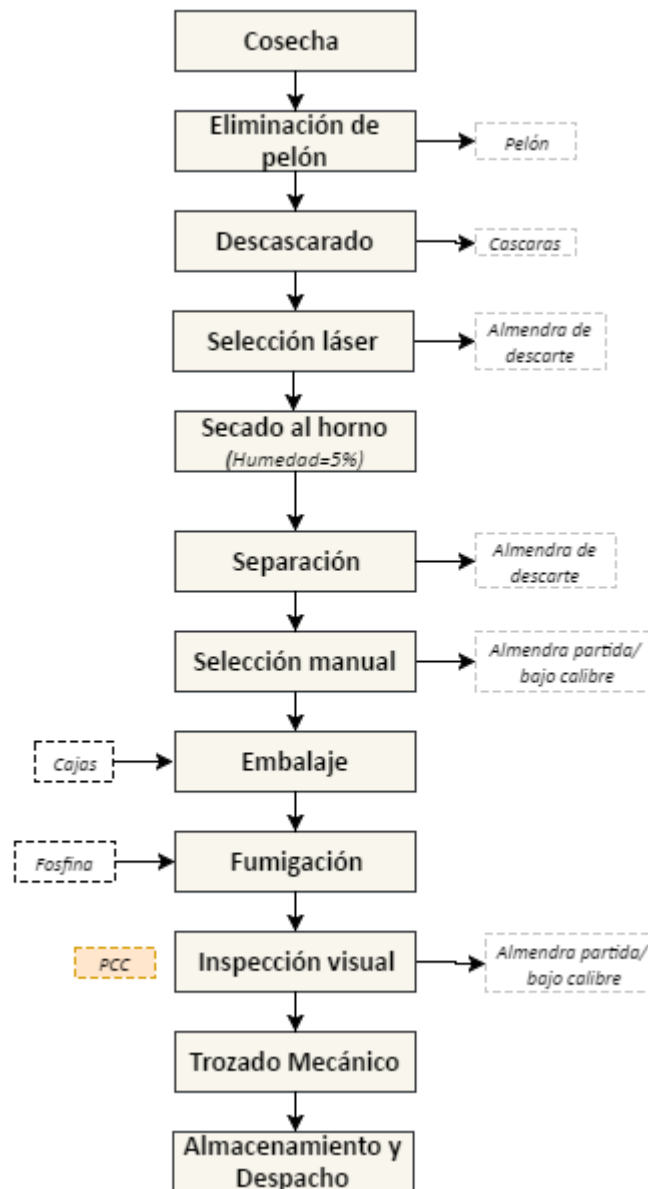 Cosecha
Eliminación de
pelón
Pelón
Descascarado
Cascaras
Selección láser
Almendra de
descarte
Secado al horno
(Humedad=5%)
Separación
Almendra de
descarte
Selección manual
Almendra partida/
bajo calibre
Cajas
Embalaje
Fosfina
Fumigación
PCC
Inspección visual
Almendra partida/
bajo calibre
Trozado Mecánico
Almacenamiento y
Despacho